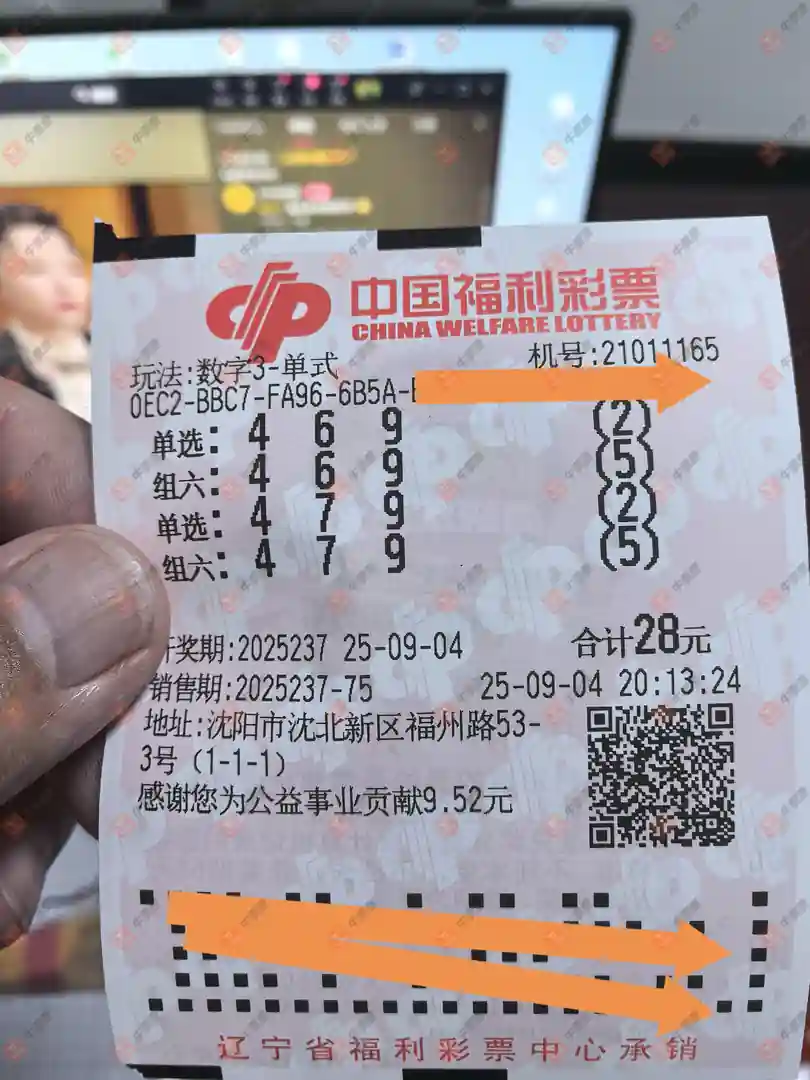 中国福利彩票
CHINA WELFARE LOTTERY
玩法:数字3-单式 机号:21011165
0EC2-BBC7-FA96-6B5A-
单选: 4 6 9 (2)
组六: 4 6 9 (5)
单选: 4 7 9 (2)
组六: 4 7 9 (5)
奖期:2025237 25-09-04 合计28元
销售期:2025237-75 25-09-04 20:13:24
地址:沈阳市沈北新区福州路53-
3号(1-1-1)
感谢您为公益事业贡献9.52元
辽宁省福利彩票中心承销